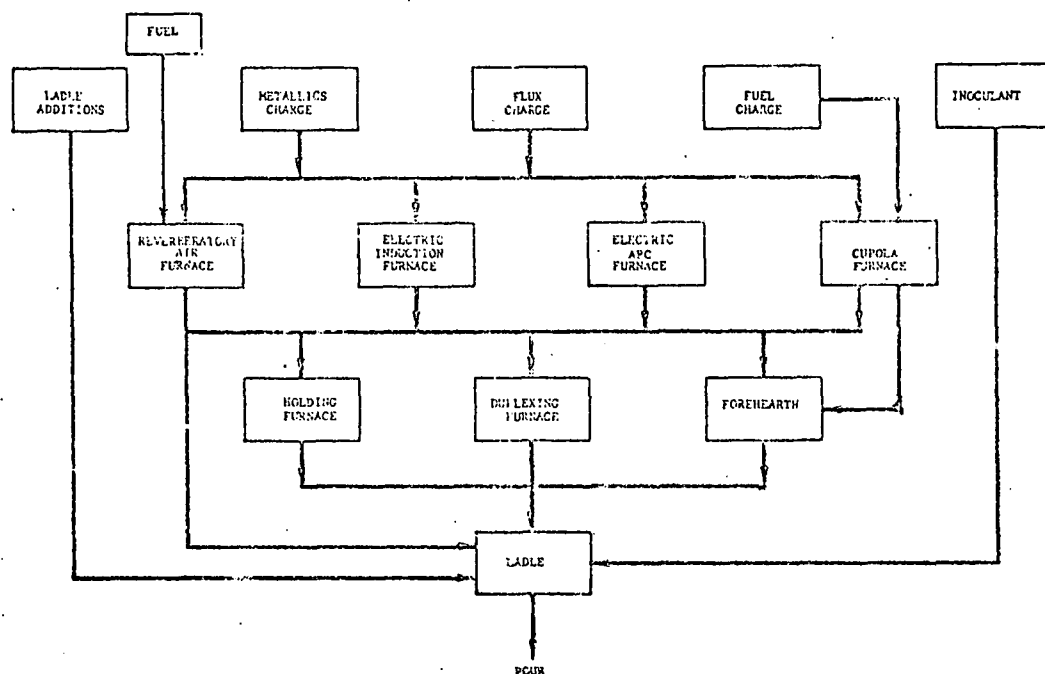 FUEL
LADLE
ADDITIONS
METALLICS
CHARGE
FLUX
CHARGE
FUEL
CHARGE
INOCULANT
REVERBERATORY
AIR
FURNACE
ELECTRIC
INDUCTION
FURNACE
ELECTRIC
ARC
FURNACE
CUPOLA
FURNACE
HOLDING
FURNACE
DUPLEXING
FURNACE
FOREHEARTH
LADLE
POUR